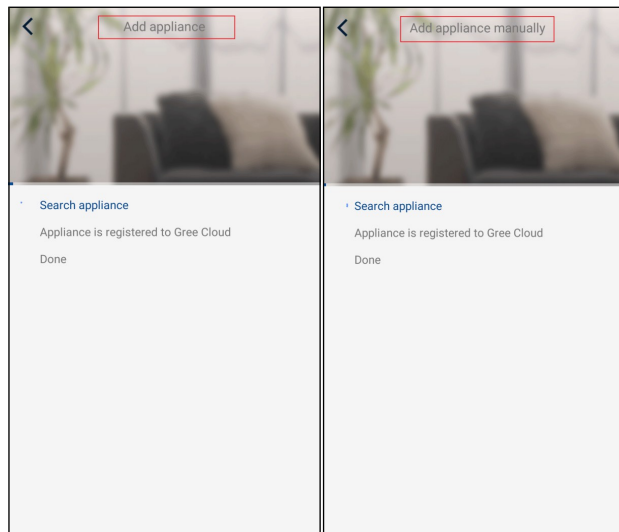 Add appliance
Search appliance
Appliance is registered to Gree Cloud
Done
Add appliance manually
Search appliance
Appliance is registered to Gree Cloud
Done